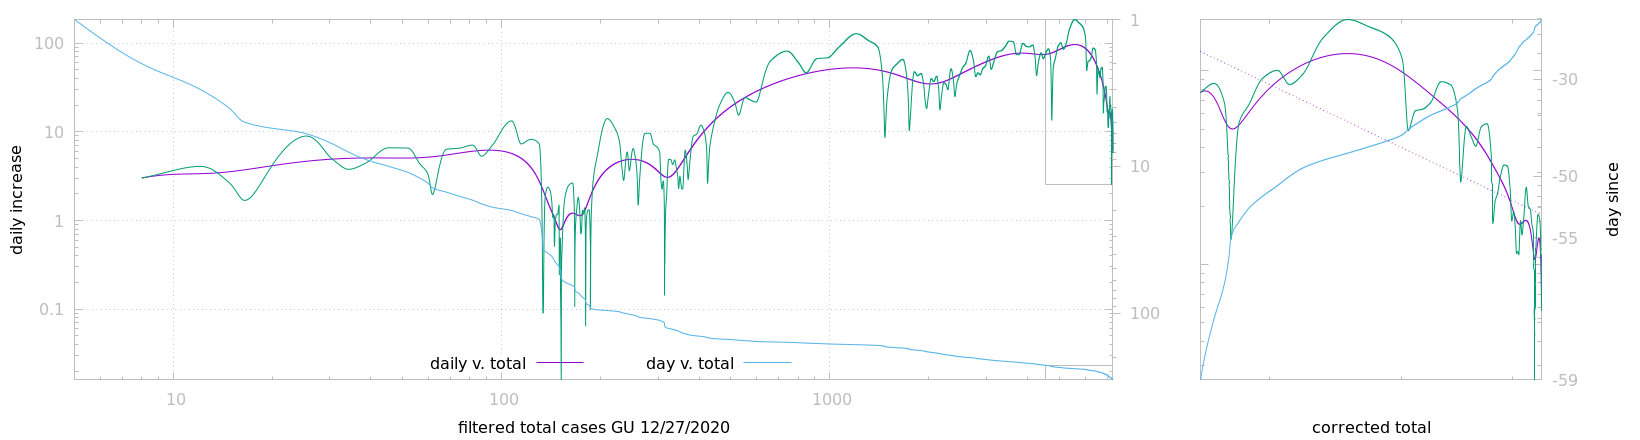 daily increase
100
10
1
0.1
1
10
100
daily v. total
day v. total
10
100
1000
filtered total cases GU 12/27/2020
-30
-50
-55
-59
day since
corrected total